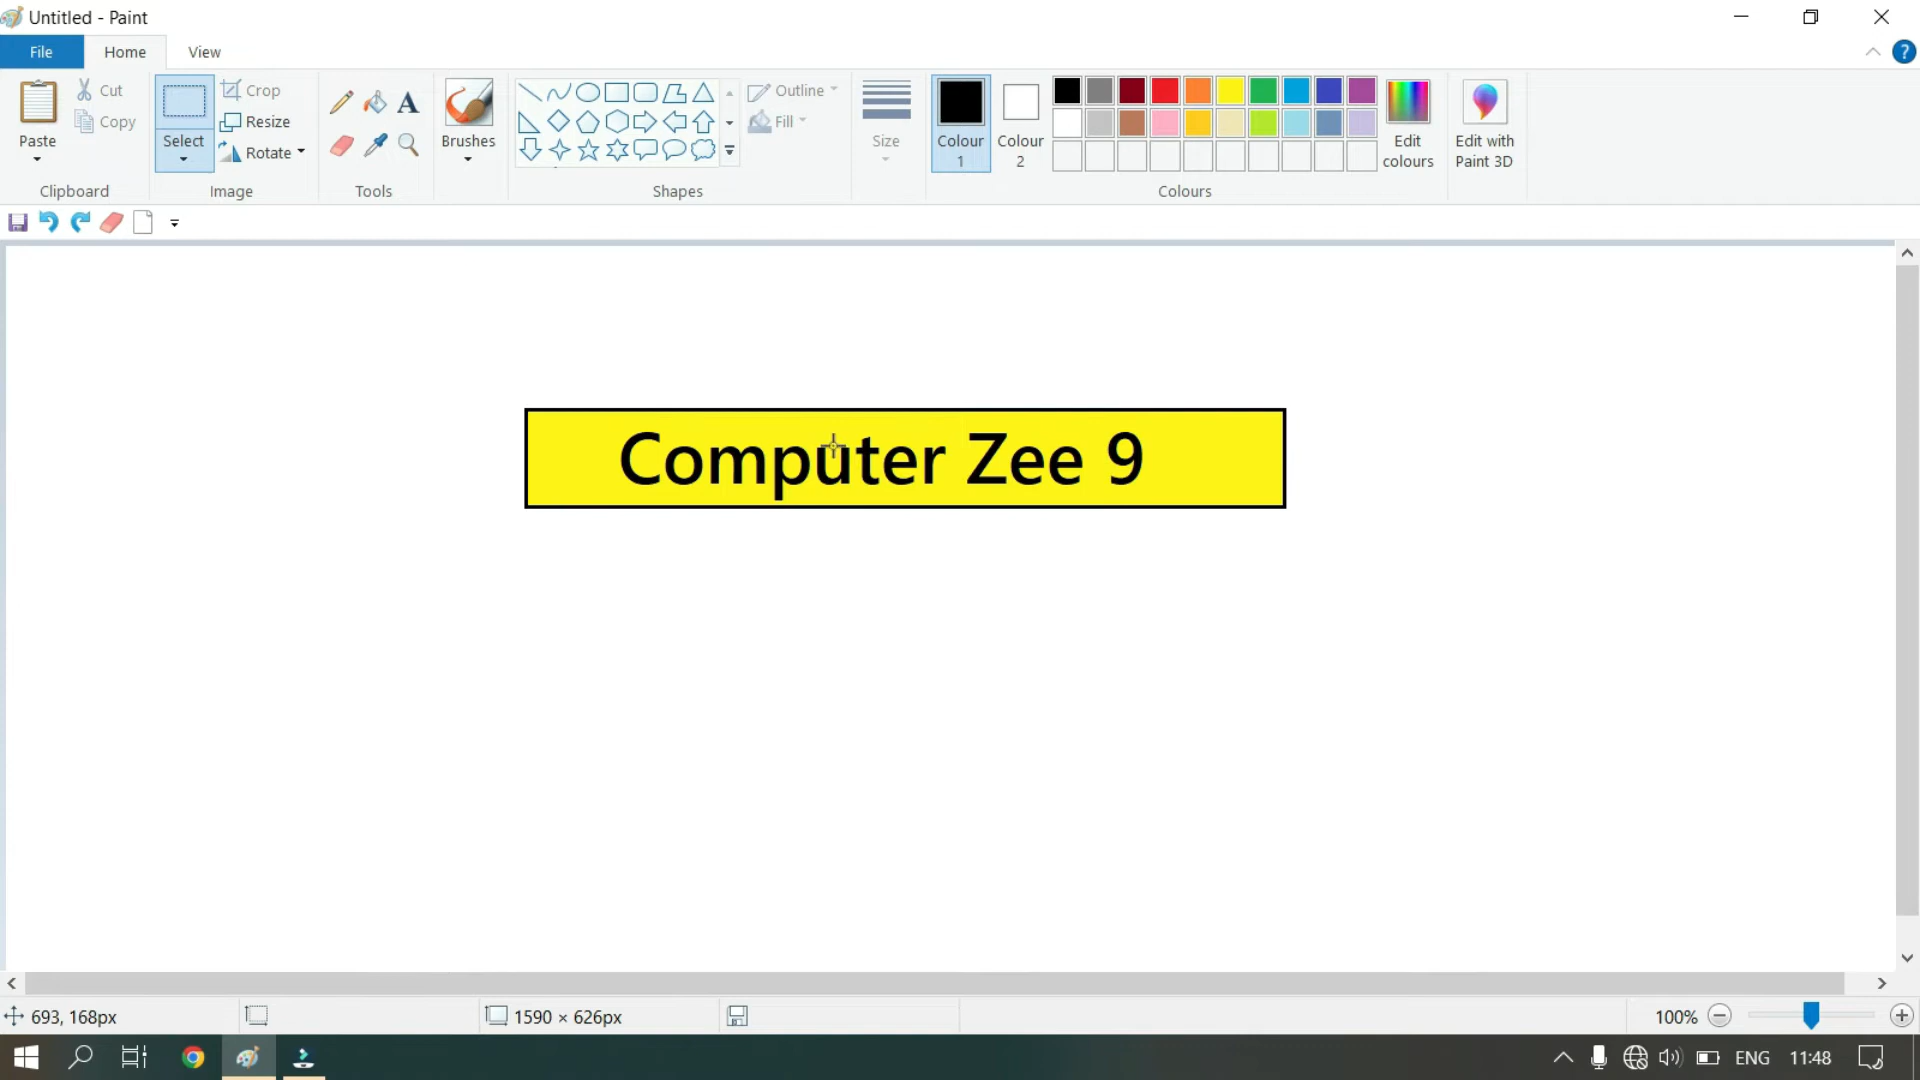 Untitled - Paint
File Home View
Paste Cut Copy Clipboard
Select Crop Resize Rotate Image
A
Tools
Brushes
Shapes
Outline Fill
Size
Colour 1
Colour 2
Colours
Edit colours
Edit with Paint 3D
?
Computer Zee 9
693, 168px 1590 × 626px 100%
ENG 11:48